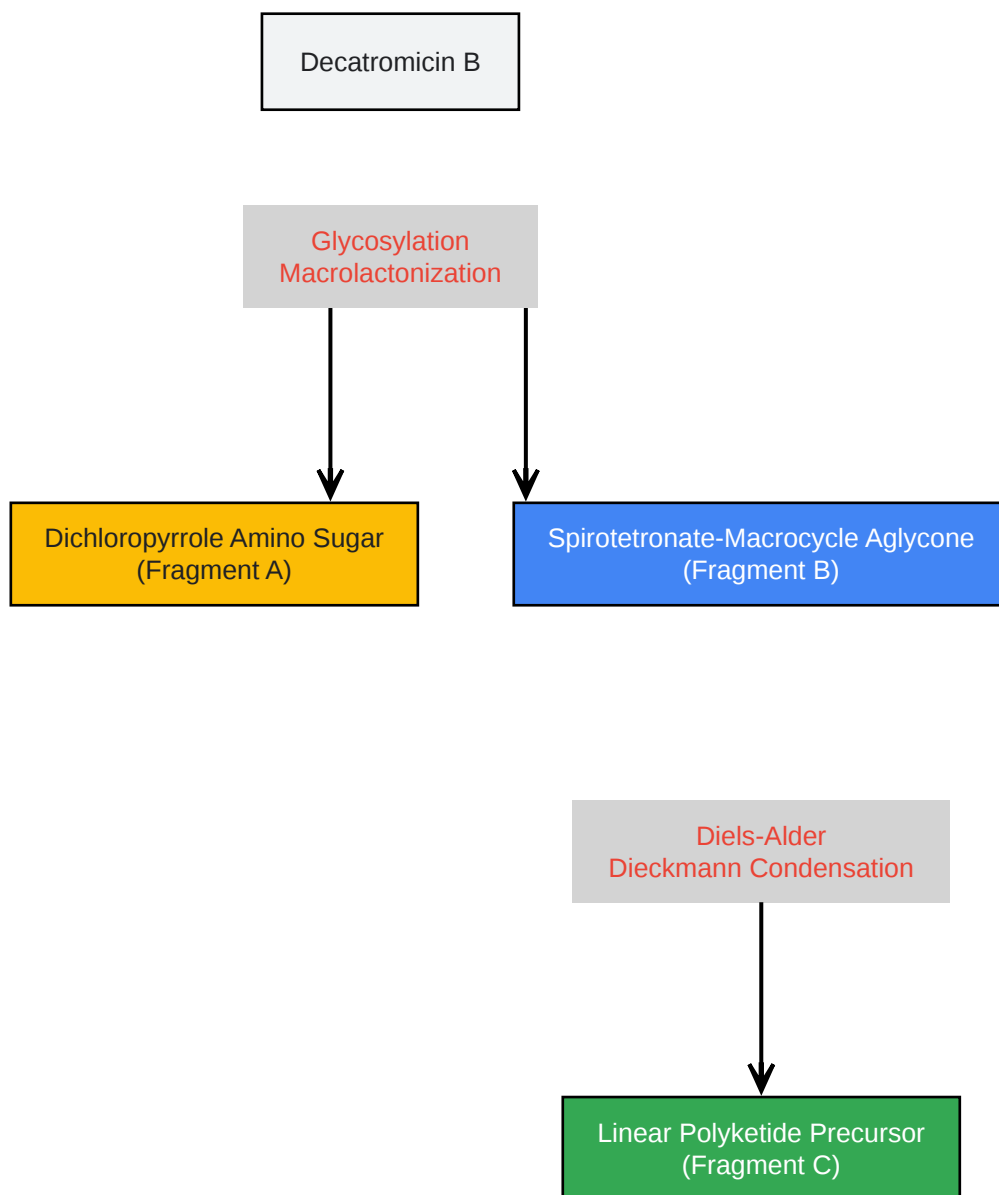 Decatromicin B
Glycosylation
Macrolactonization
Dichloropyrrole Amino Sugar
(Fragment A)
Spirotetronate-Macrocycle Aglycone
(Fragment B)
Diels-Alder
Dieckmann Condensation
Linear Polyketide Precursor
(Fragment C)